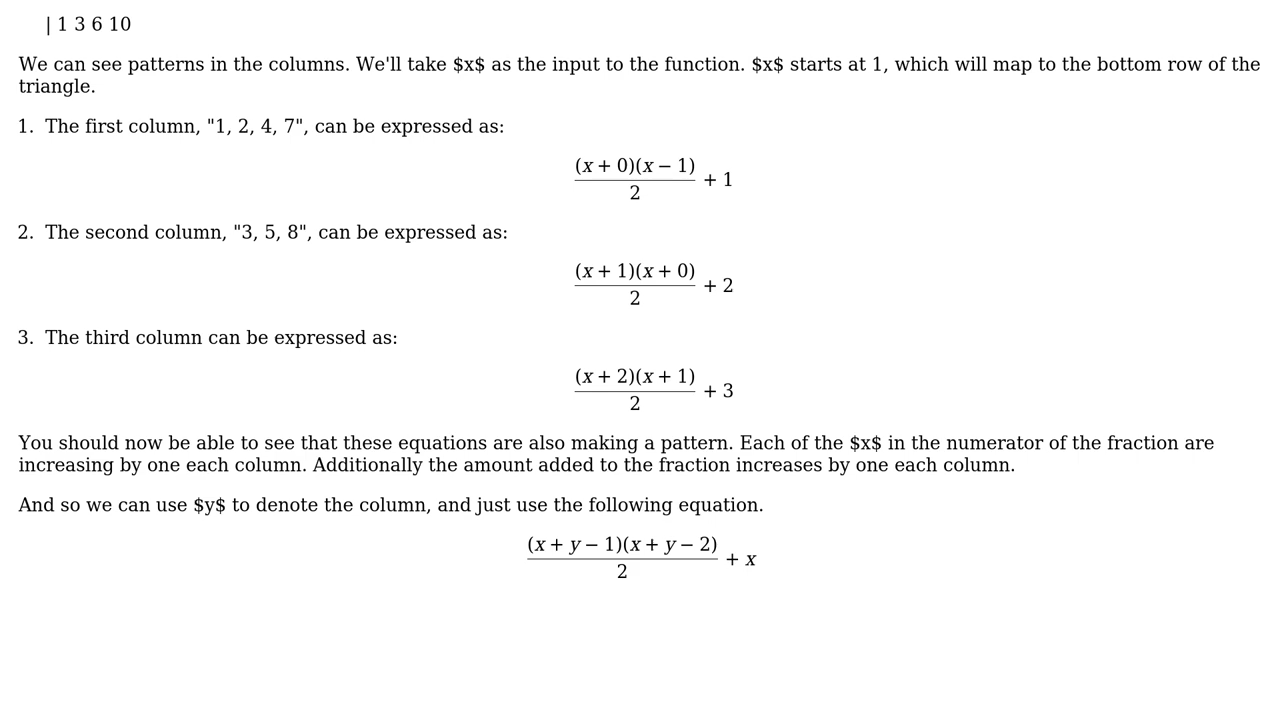 | 1 3 6 10
We can see patterns in the columns. We'll take $x$ as the input to the function. $x$ starts at 1, which will map to the bottom row of the
triangle.
1. The first column, "1, 2, 4, 7", can be expressed as:
(x + 0)(x − 1)
2
+ 1
2. The second column, "3, 5, 8", can be expressed as:
(x + 1)(x + 0)
2
+ 2
3. The third column can be expressed as:
(x + 2)(x + 1)
2
+ 3
You should now be able to see that these equations are also making a pattern. Each of the $x$ in the numerator of the fraction are
increasing by one each column. Additionally the amount added to the fraction increases by one each column.
And so we can use $y$ to denote the column, and just use the following equation.
(x + y − 1)(x + y − 2)
2
+ x